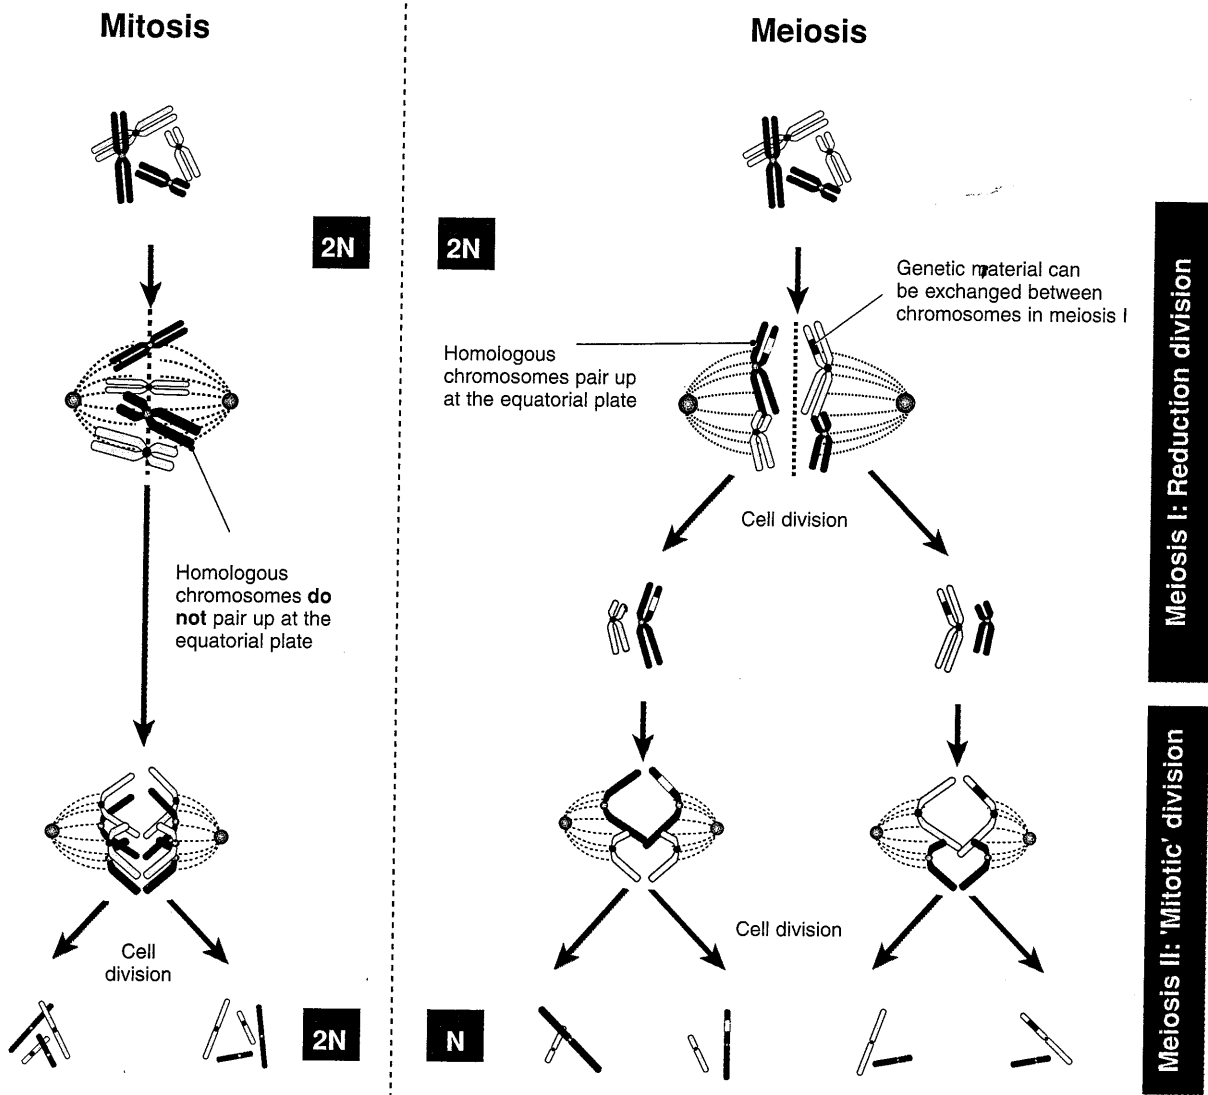 Mitosis
Meiosis
2N
2N
Genetic material can
be exchanged between
chromosomes in meiosis I
Homologous
chromosomes pair up
at the equatorial plate
Meiosis I: Reduction division
Cell division
Homologous
chromosomes do
not pair up at the
equatorial plate
Meiosis II: 'Mitotic' division
Cell
division
Cell division
2N
N